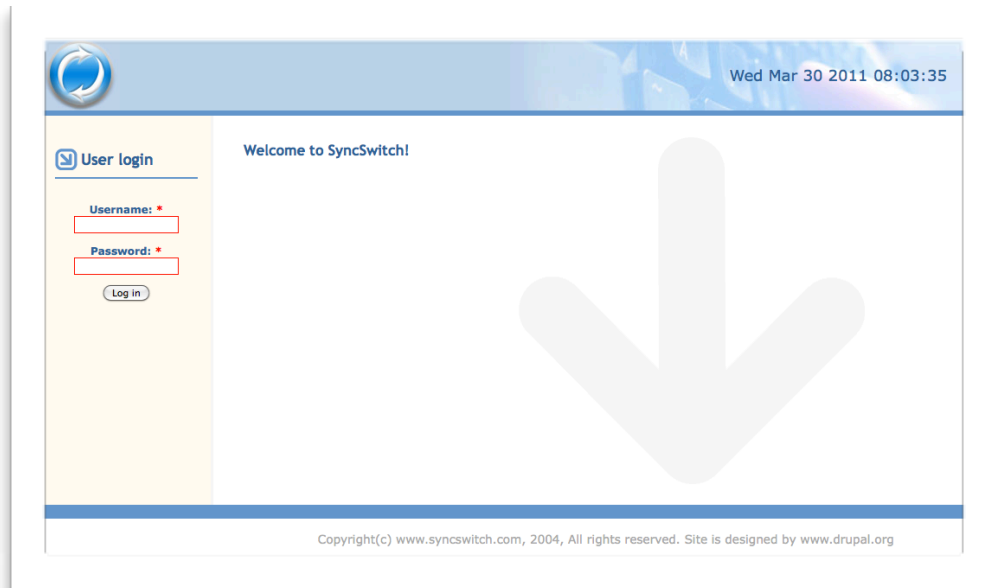 Wed Mar 30 2011 08:03:35
User login
Welcome to SyncSwitch!
Username: *
Password: *
Log in
Copyright(c) www.syncswitch.com, 2004, All rights reserved. Site is designed by www.drupal.org